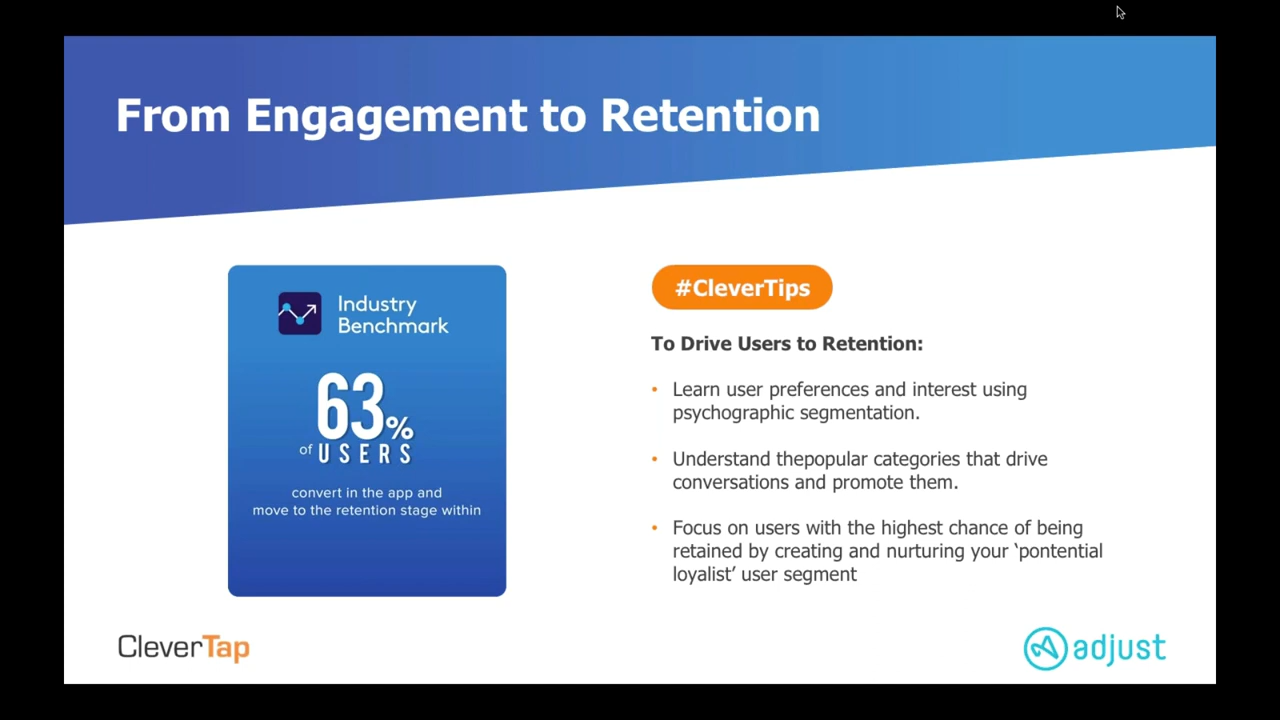 From Engagement to Retention
Industry
Benchmark
63%
of USERS
convert in the app and
move to the retention stage within
#CleverTips
To Drive Users to Retention:
• Learn user preferences and interest using
psychographic segmentation.
• Understand thepopular categories that drive
conversations and promote them.
• Focus on users with the highest chance of being
retained by creating and nurturing your ‘pontential
loyalist’ user segment
CleverTap
adjust